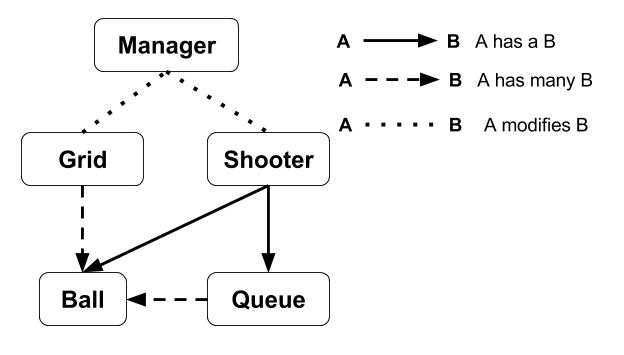 Manager
A B A has a B
A B A has many B
A B A modifies B
Grid
Shooter
Ball
Queue